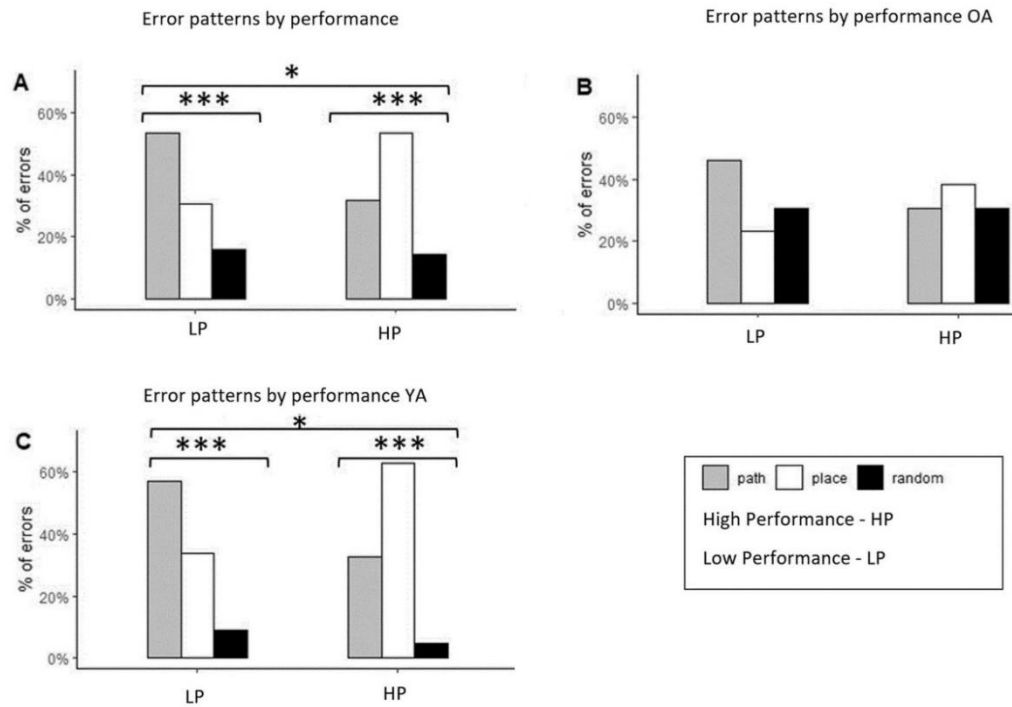 Error patterns by performance
A
*
*** ***
60%
40%
20%
0%
% of errors
LP HP
Error patterns by performance OA
B
60%
40%
20%
0%
% of errors
LP HP
Error patterns by performance YA
C
*
*** ***
60%
40%
20%
0%
% of errors
LP HP
path place random
High Performance - HP
Low Performance - LP